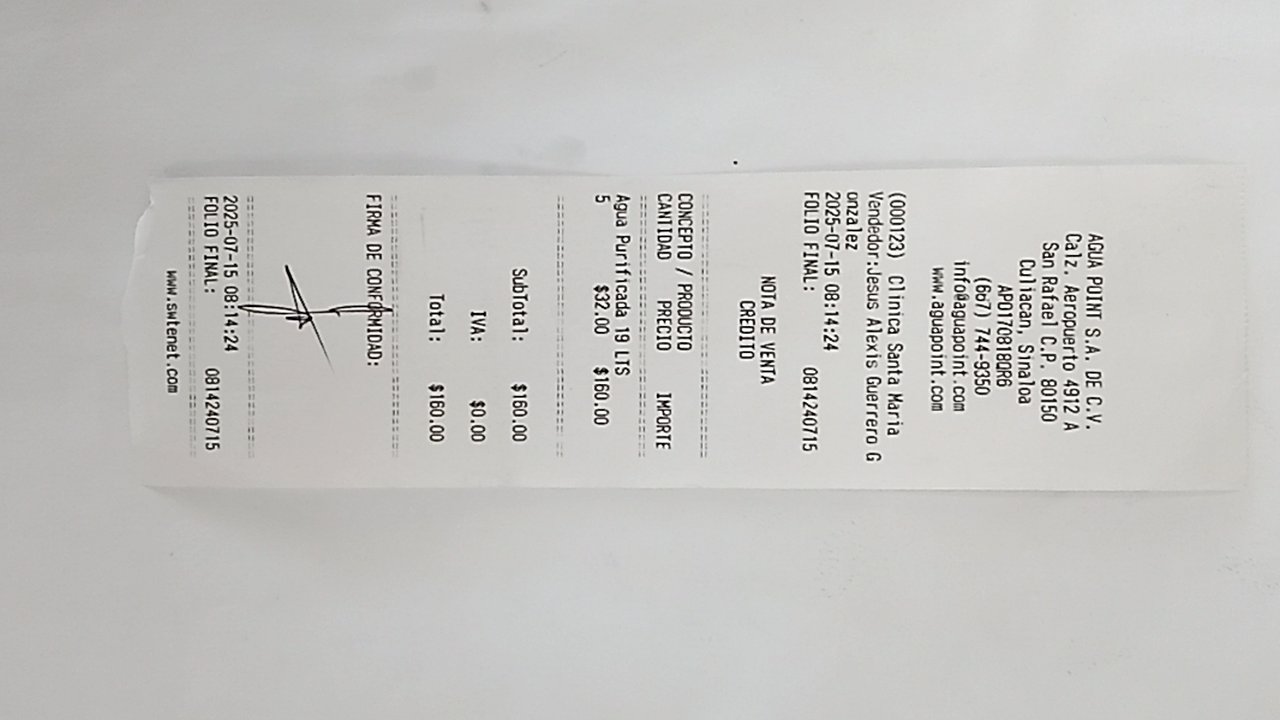 AGUA POINT S.A. DE C.V.
Calz. Aeropuerto 4912 A
San Rafael C.P. 80150
Culiacan, Sinaloa
APO170818QR6
(667) 744-9350
info@aguapoint.com
www.aguapoint.com
(000123) Clinica Santa Maria
Vendedor:Jesus Alexis Guerrero G
onzalez
2025-07-15 08:14:24
FOLIO FINAL: 0814240715
NOTA DE VENTA
CREDITO
CONCEPTO / PRODUCTO
CANTIDAD PRECIO IMPORTE
Agua Purificada 19 LTS
5 $32.00 $160.00
SubTotal: $160.00
IVA: $0.00
Total: $160.00
FIRMA DE CONFORMIDAD:
2025-07-15 08:14:24
FOLIO FINAL: 0814240715
www.switenet.com